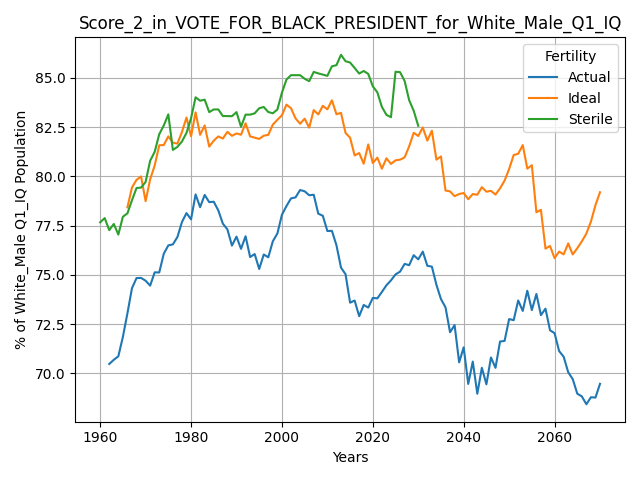 Score_2_in_VOTE_FOR_BLACK_PRESIDENT_for_White_Male_Q1_IQ
Fertility
Actual
Ideal
Sterile
% of White_Male Q1_IQ Population
85.0
82.5
80.0
77.5
75.0
72.5
70.0
1960
1980
2000
2020
2040
2060
Years